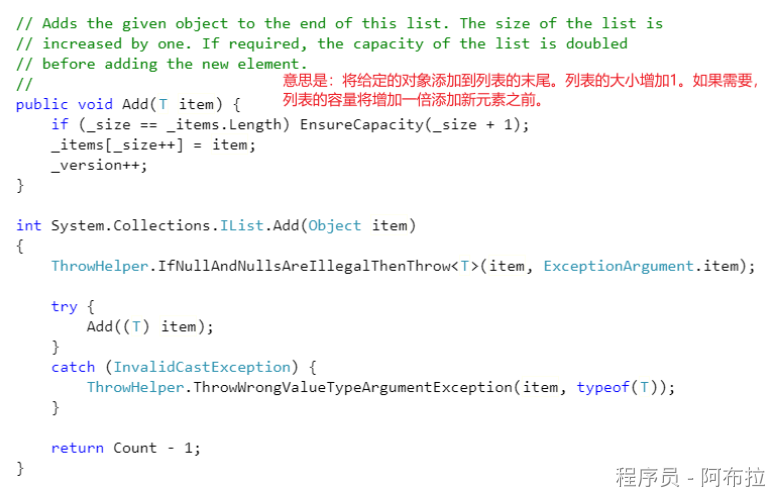 // Adds the given object to the end of this list. The size of the list is
// increased by one. If required, the capacity of the list is doubled
// before adding the new element.
//
意思是：将给定的对象添加到列表的末尾。列表的大小增加1。如果需要，
列表的容量将增加一倍添加新元素之前。
public void Add(T item) {
    if (_size == _items.Length) EnsureCapacity(_size + 1);
    _items[_size++] = item;
    _version++;
}
int System.Collections.IList.Add(Object item)
{
    ThrowHelper.IfNullAndNullsAreIllegalThenThrow<T>(item, ExceptionArgument.item);
    try {
        Add((T) item);
    }
    catch (InvalidCastException) {
        ThrowHelper.ThrowWrongValueTypeArgumentException(item, typeof(T));
    }
    return Count - 1;
}
程序员 - 阿布拉